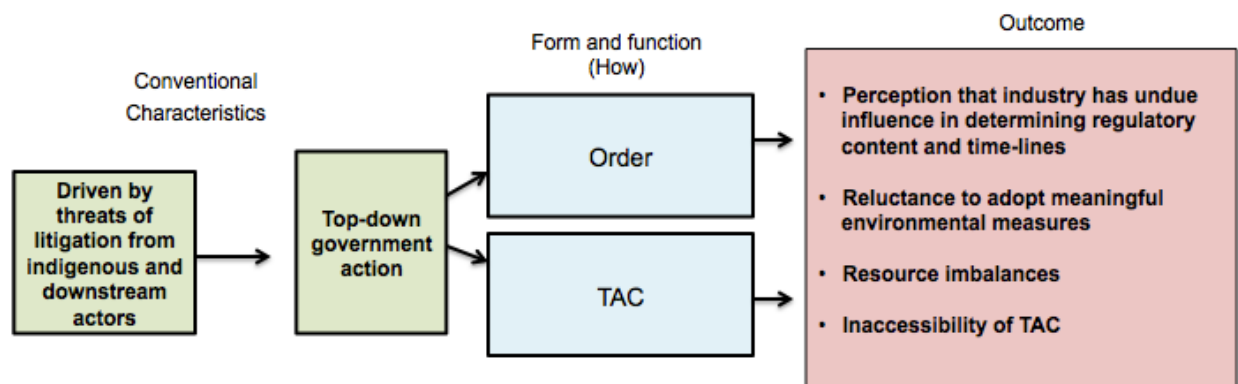 Conventional
Characteristics
Driven by
threats of
litigation from
indigenous and
downstream
actors
Top-down
government
action
Form and function
(How)
Order
TAC
Outcome
• Perception that industry has undue
influence in determining regulatory
content and time-lines
• Reluctance to adopt meaningful
environmental measures
• Resource imbalances
• Inaccessibility of TAC